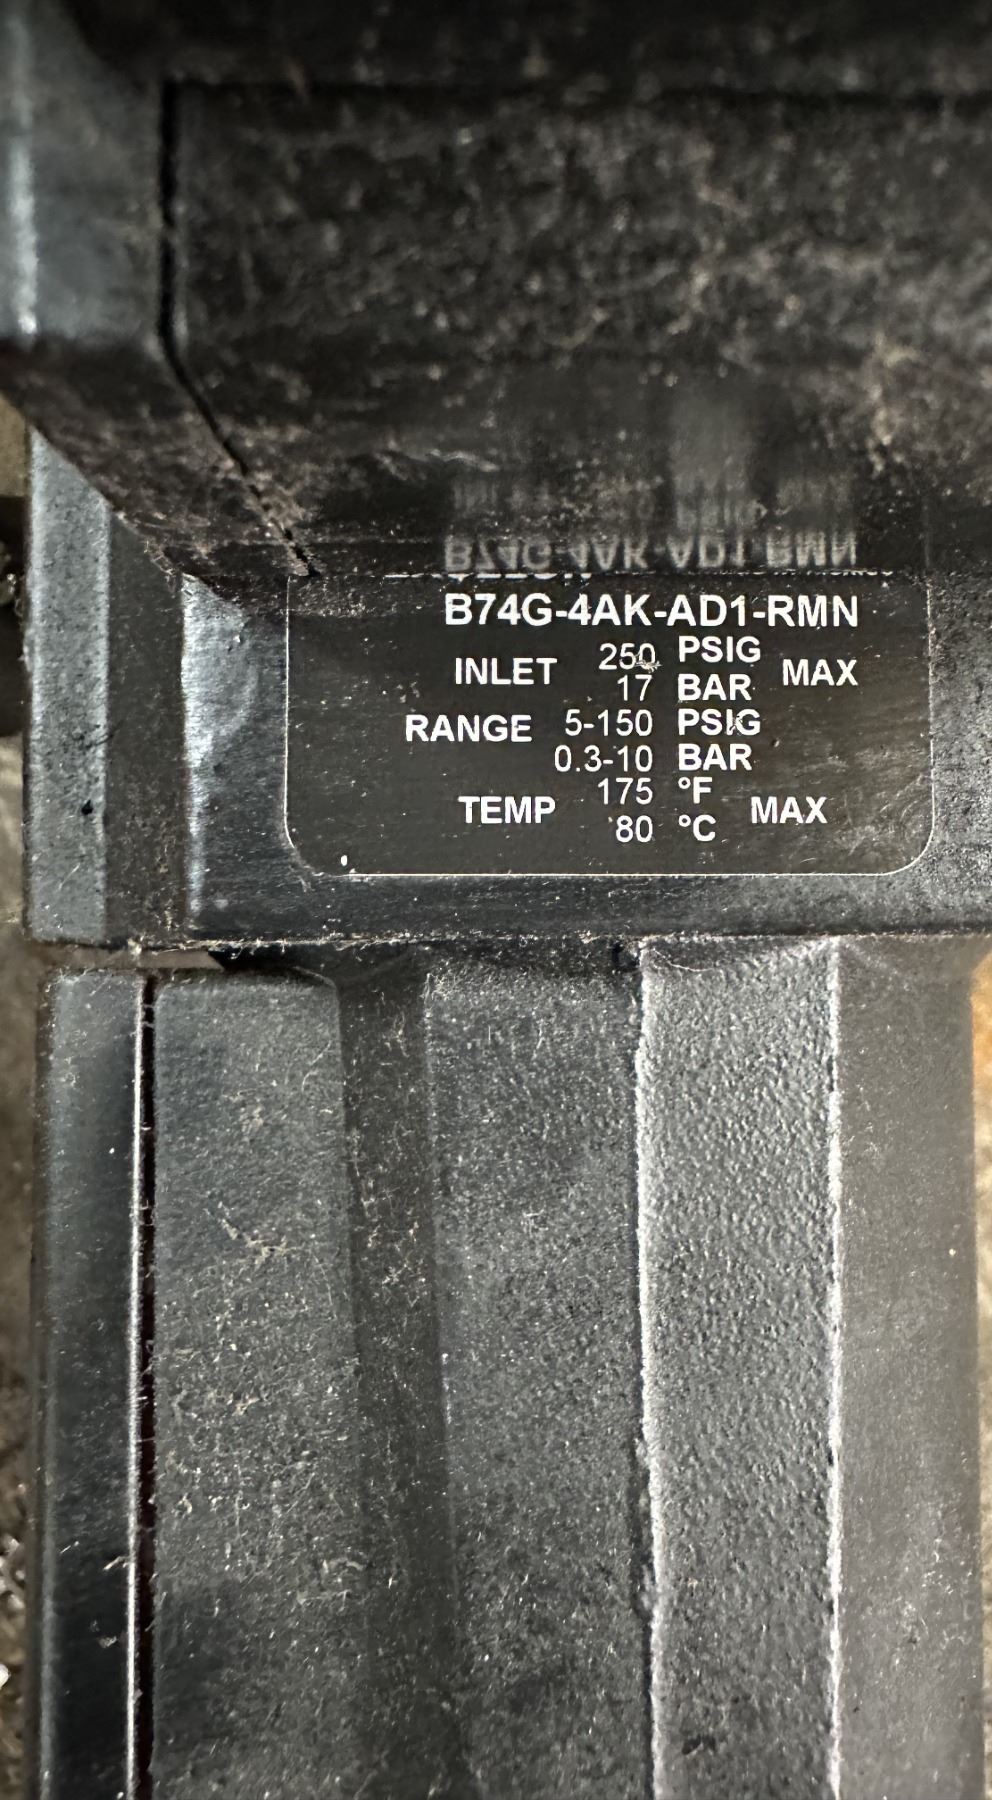 B74G-4AK-AD1-RMN
INLET 250 PSIG MAX
17 BAR
RANGE 5-150 PSIG
0.3-10 BAR
TEMP 175 °F MAX
80 °C